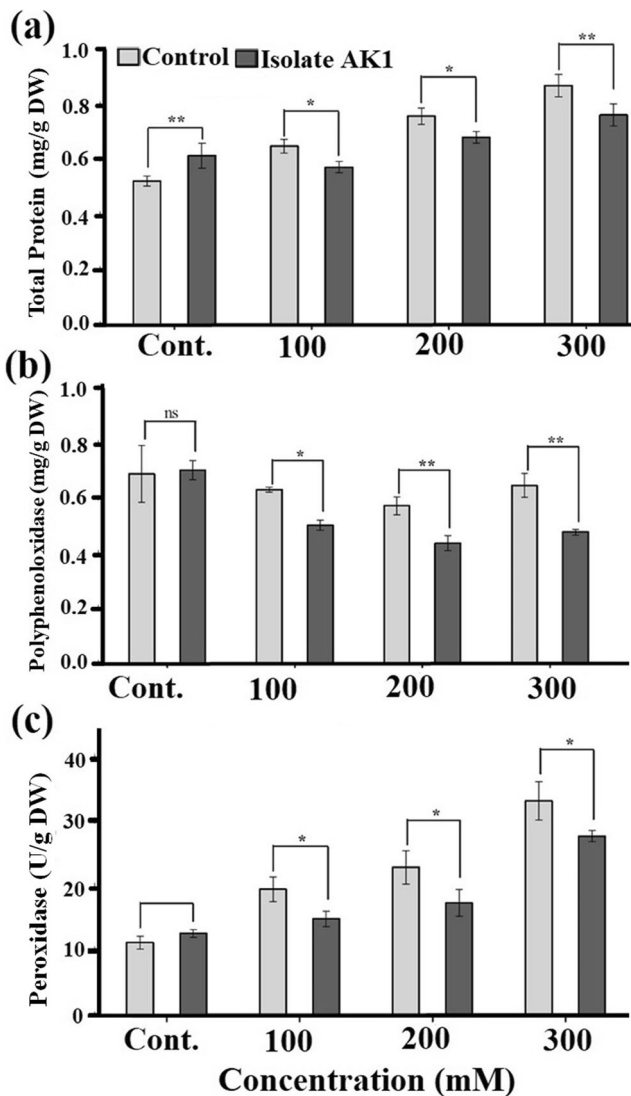 (a)
Control Isolate AK1
Total Protein (mg/g DW)
1.0
0.8
0.6
0.4
0.2
0.0
**
*
*
**
Cont. 100 200 300
(b)
Polyphenoloxidase (mg/g DW)
1.0
0.8
0.6
0.4
0.2
0.0
ns
*
**
**
Cont. 100 200 300
(c)
Peroxidase (U/g DW)
40
30
20
10
0
*
*
*
Cont. 100 200 300
Concentration (mM)